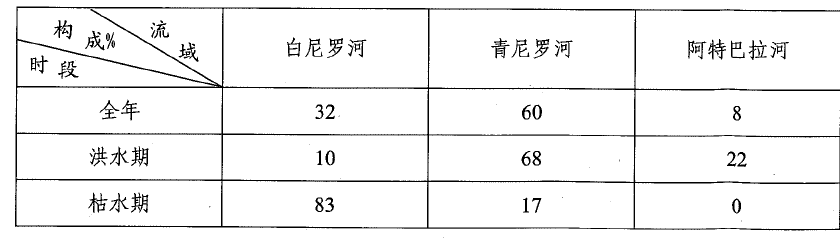 构成% 流域 时段 白尼罗河 青尼罗河 阿特巴拉河
全年 32 60 8
洪水期 10 68 22
枯水期 83 17 0